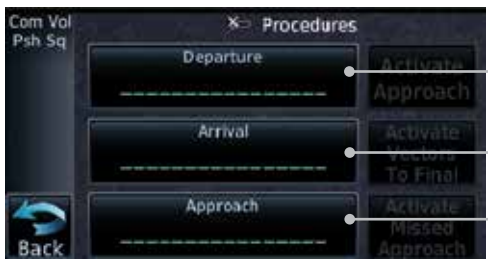 Com Vol
Psh Sq
Procedures
Departure
_ _ _ _ _ _ _ _ _ _ _ _ _ _ _ _
Activate
Approach
Arrival
_ _ _ _ _ _ _ _ _ _ _ _ _ _ _ _
Activate
Vectors
To Final
Approach
_ _ _ _ _ _ _ _ _ _ _ _ _ _ _ _
Activate
Missed
Approach
Back